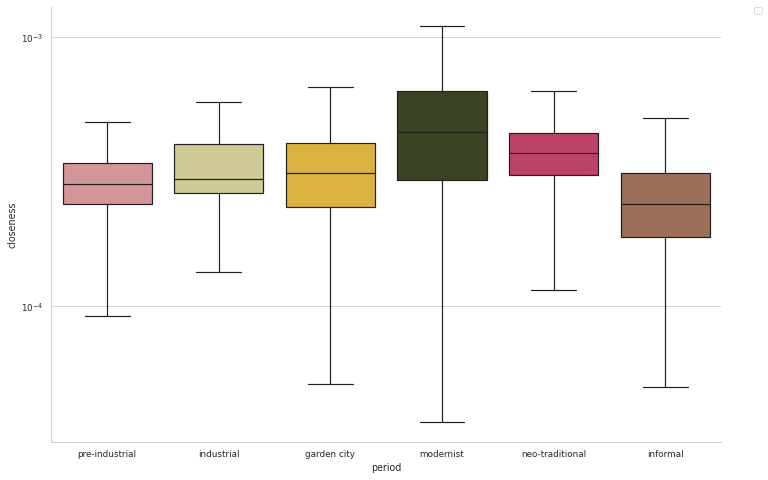 10⁻³
10⁻⁴
closeness
pre-industrial industrial garden city modernist neo-traditional informal
period